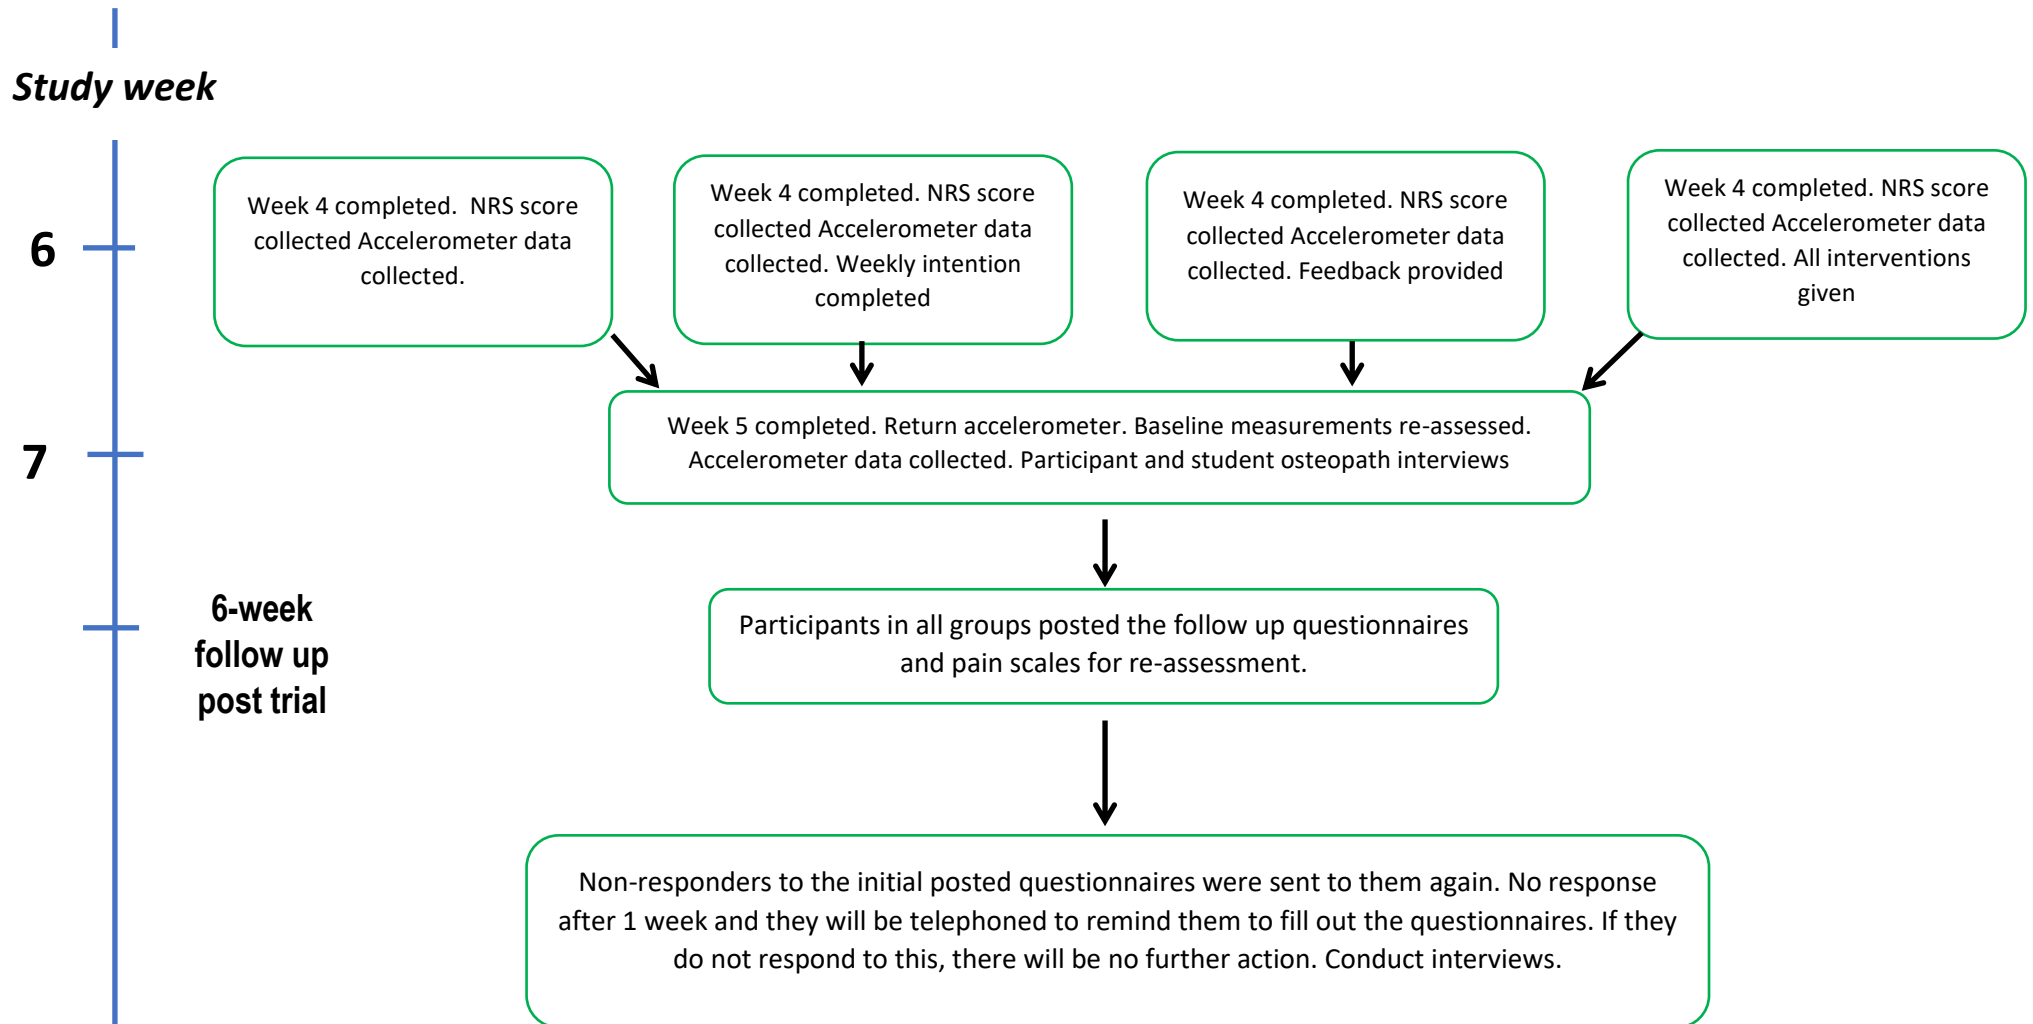 Study week
6
Week 4 completed.  NRS score
collected Accelerometer data
collected.
Week 4 completed. NRS score
collected Accelerometer data
collected. Weekly intention
completed
Week 4 completed. NRS score
collected Accelerometer data
collected. Feedback provided
Week 4 completed. NRS score
collected Accelerometer data
collected. All interventions
given
7
Week 5 completed. Return accelerometer. Baseline measurements re-assessed.
Accelerometer data collected. Participant and student osteopath interviews
6-week
follow up
post trial
Participants in all groups posted the follow up questionnaires
and pain scales for re-assessment.
Non-responders to the initial posted questionnaires were sent to them again. No response
after 1 week and they will be telephoned to remind them to fill out the questionnaires. If they
do not respond to this, there will be no further action. Conduct interviews.